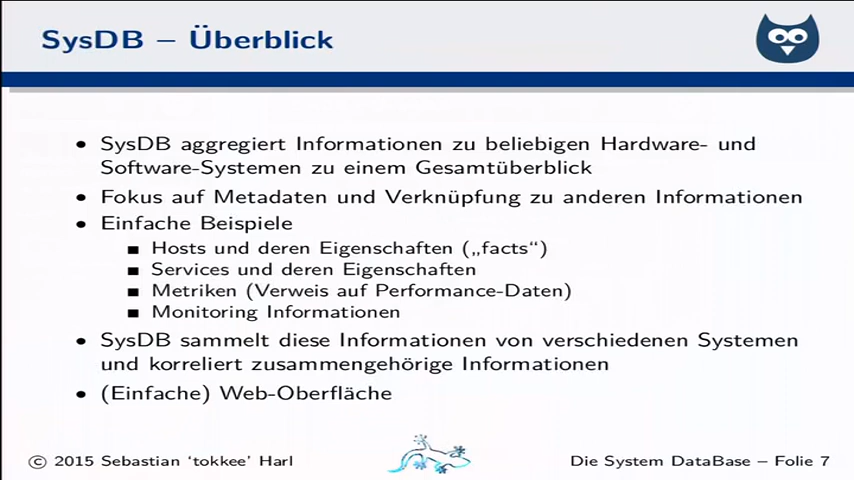 SysDB – Überblick
• SysDB aggregiert Informationen zu beliebigen Hardware- und
Software-Systemen zu einem Gesamtüberblick
• Fokus auf Metadaten und Verknüpfung zu anderen Informationen
• Einfache Beispiele
■ Hosts und deren Eigenschaften („facts“)
■ Services und deren Eigenschaften
■ Metriken (Verweis auf Performance-Daten)
■ Monitoring Informationen
• SysDB sammelt diese Informationen von verschiedenen Systemen
und korreliert zusammengehörige Informationen
• (Einfache) Web-Oberfläche
© 2015 Sebastian ‘tokkee’ Harl
Die System DataBase – Folie 7